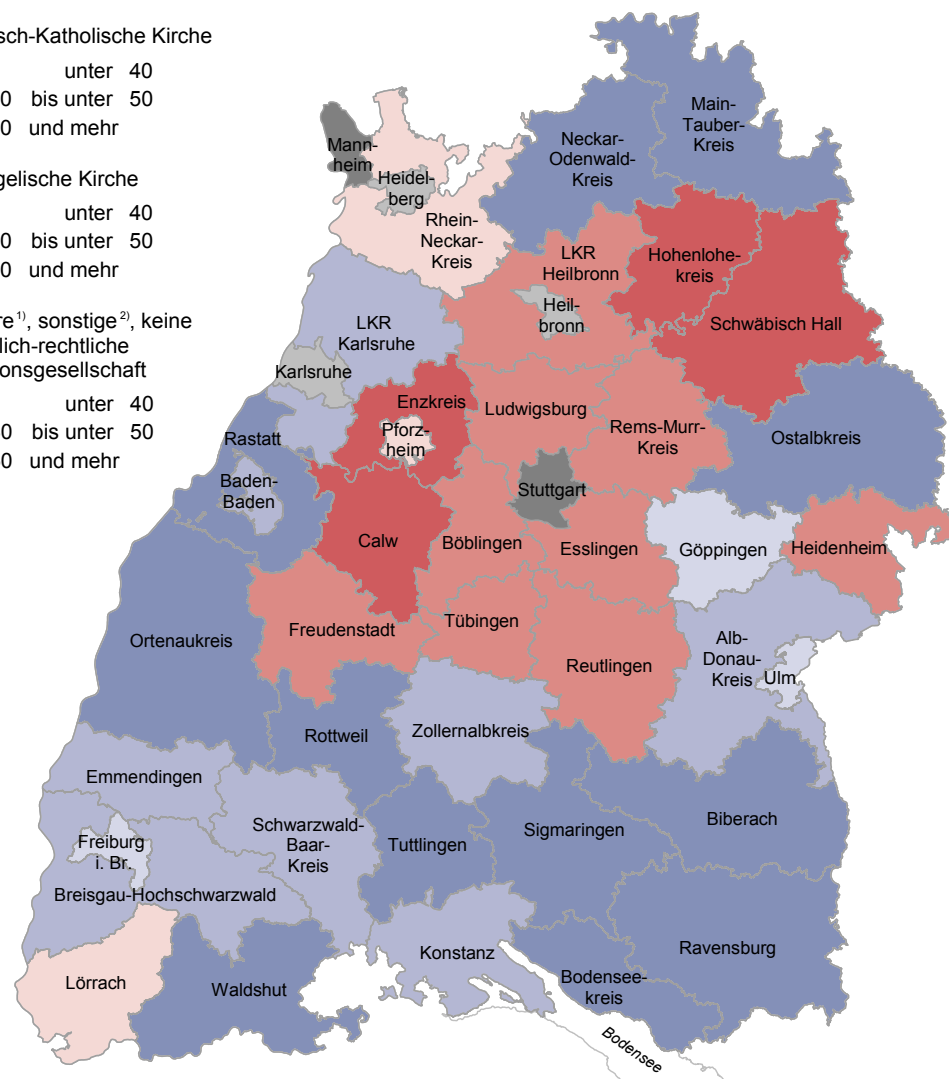 sch-Katholische Kirche
unter 40
0 bis unter 50
0 und mehr
gelische Kirche
unter 40
0 bis unter 50
0 und mehr
re 1), sonstige 2), keine
lich-rechtliche
onsgesellschaft
unter 40
0 bis unter 50
0 und mehr
Main-
Tauber-
Kreis
Neckar-
Odenwald-
Kreis
Mann-
heim
Heidel-
berg
Rhein-
Neckar-
Kreis
LKR
Heilbronn
Hohenlohe-
kreis
Heil-
bronn
Schwäbisch Hall
LKR
Karlsruhe
Karlsruhe
Enzkreis
Ludwigsburg
Pforz-
heim
Rems-Murr-
Kreis
Ostalbkreis
Rastatt
Baden-
Baden
Stuttgart
Calw
Böblingen
Esslingen
Göppingen
Heidenheim
Ortenaukreis
Freudenstadt
Tübingen
Reutlingen
Alb-
Donau-
Kreis
Ulm
Rottweil
Zollernalbkreis
Emmendingen
Schwarzwald-
Baar-
Kreis
Tuttlingen
Sigmaringen
Biberach
Freiburg
i. Br.
Breisgau-Hochschwarzwald
Konstanz
Ravensburg
Lörrach
Waldshut
Bodensee-
kreis
Bodensee